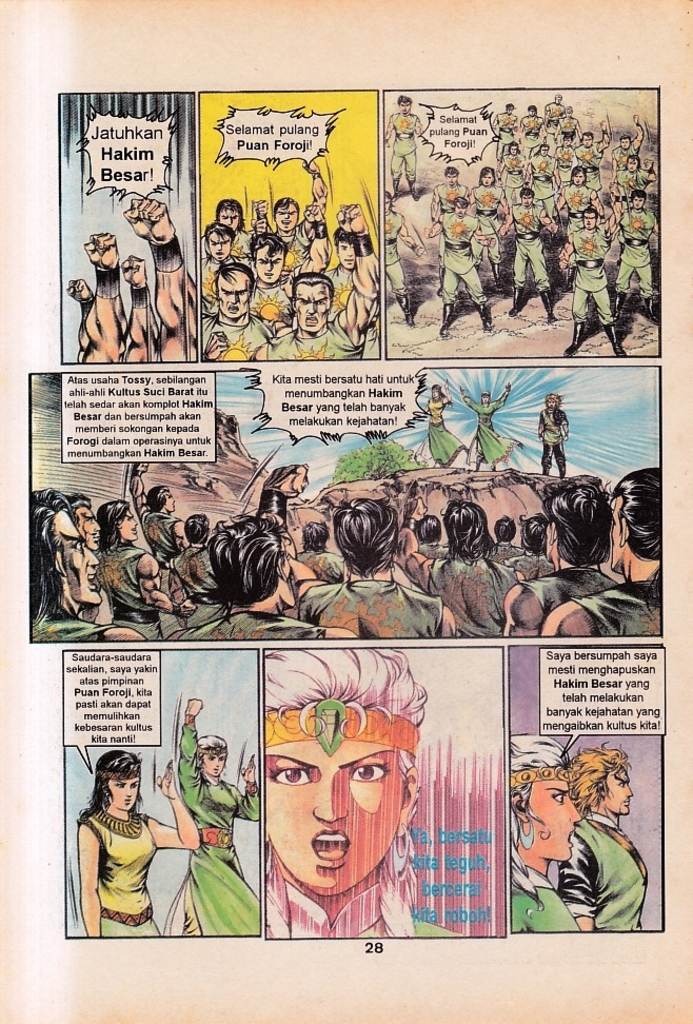 Jatuhkan
Hakim
Besar!
Selamat pulang
Puan Foroji!
Selamat
pulang Puan
Foroji!
Atas usaha Tossy, sebilangan
ahli-ahli Kultus Suci Barat itu
telah sedar akan komplot Hakim
Besar dan bersumpah akan
memberi sokongan kepada
Forogi dalam operasinya untuk
menumbangkan Hakim Besar.
Kita mesti bersatu hati untuk
menumbangkan Hakim
Besar yang telah banyak
melakukan kejahatan!
Saudara-saudara
sekalian, saya yakin
atas pimpinan
Puan Foroji, kita
pasti akan dapat
memulihkan
kebesaran kultus
kita nanti!
Ya, bersatu
kita teguh,
bercerai
kita roboh!
Saya bersumpah saya
mesti menghapuskan
Hakim Besar yang
telah melakukan
banyak kejahatan yang
mengaibkan kultus kita!
28